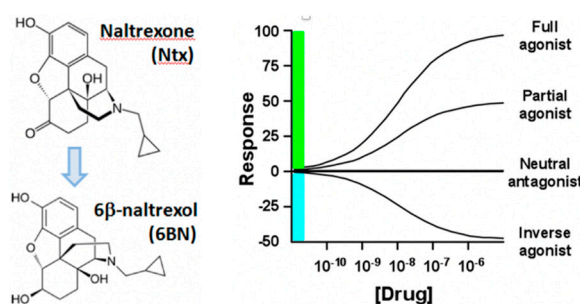 Naltrexone
(Ntx)
HO
O
OH
N
O
6β-naltrexol
(6BN)
HO
O
N
OH
HO
Response
100
75
50
25
0
-25
-50
10-10
10-9
10-8
10-7
10-6
[Drug]
Full
agonist
Partial
agonist
Neutral
antagonist
Inverse
agonist